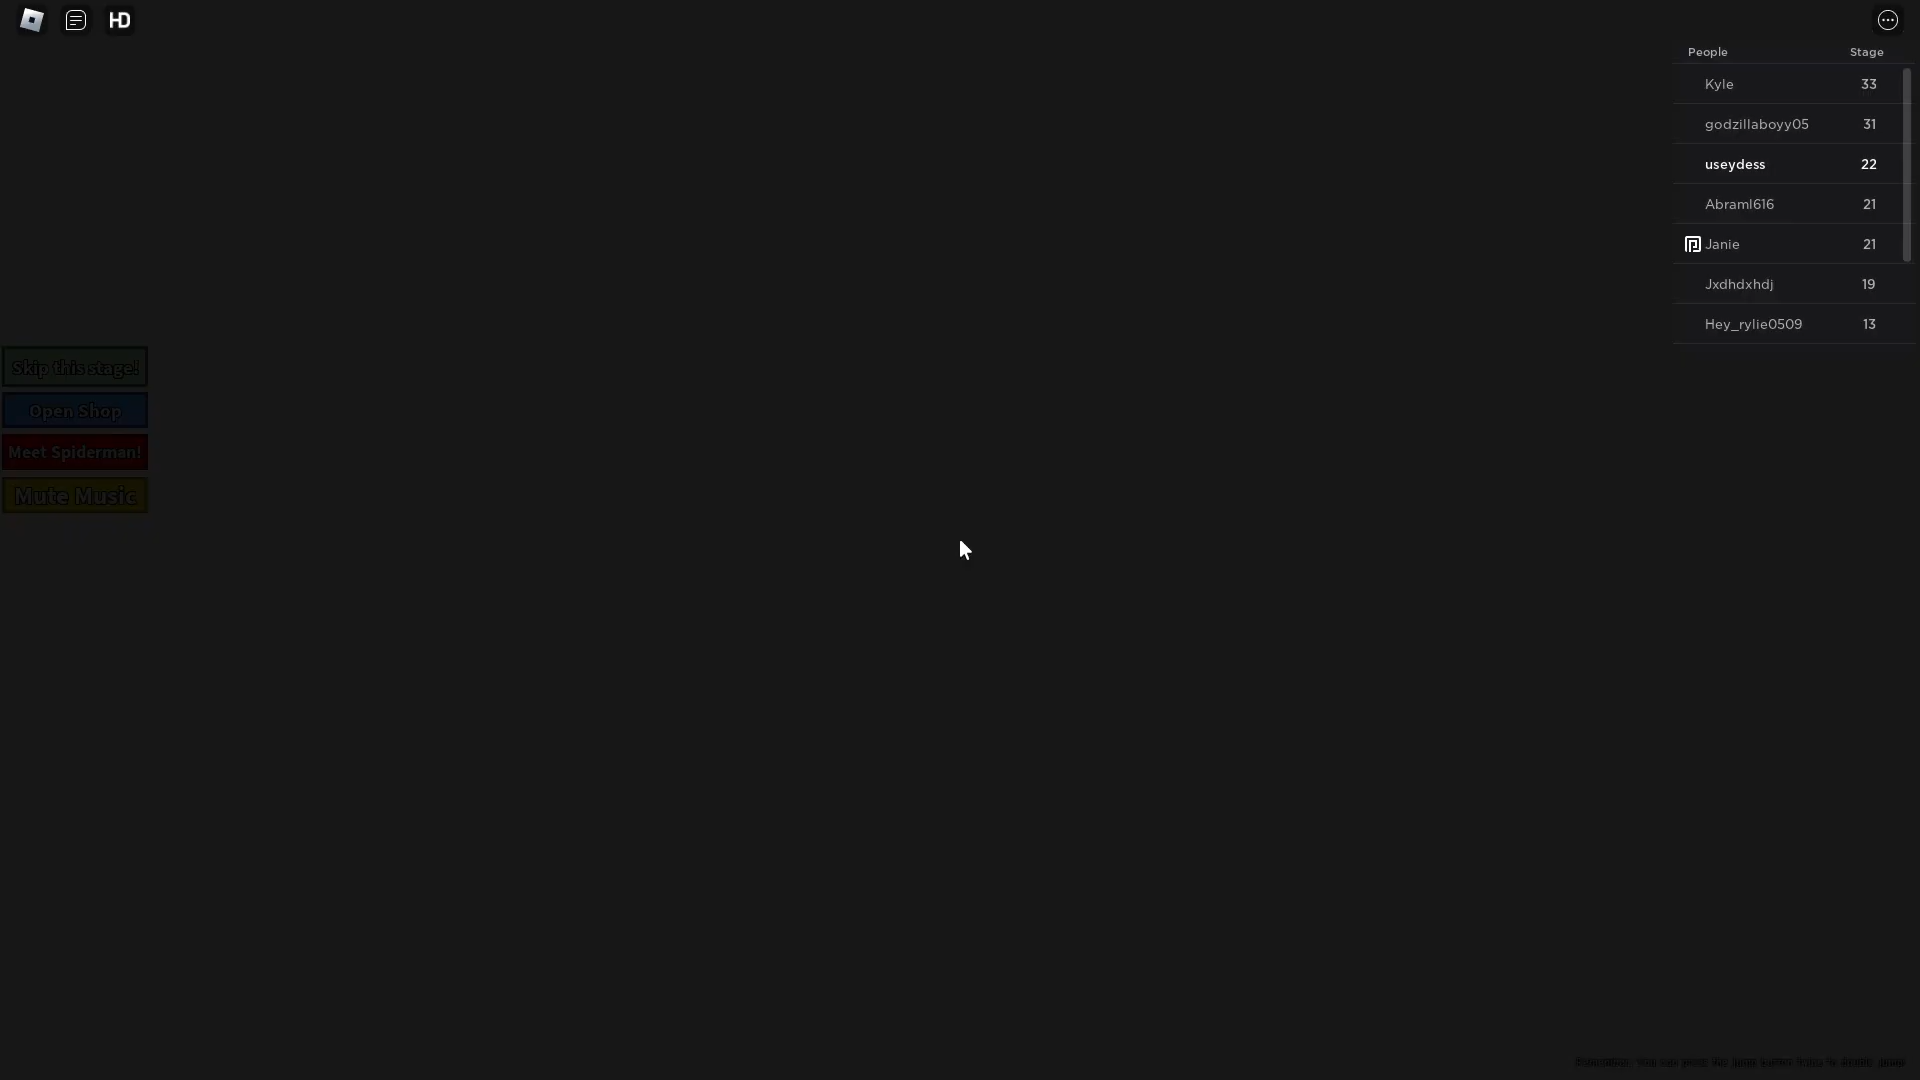 HD
People Stage
Kyle 33
godzillaboyy05 31
useydess 22
Abraml616 21
Janie 21
Jxdhdxhdj 19
Hey_rylie0509 13
Skip this stage!
Open Shop
Meet Spiderman!
Mute Music